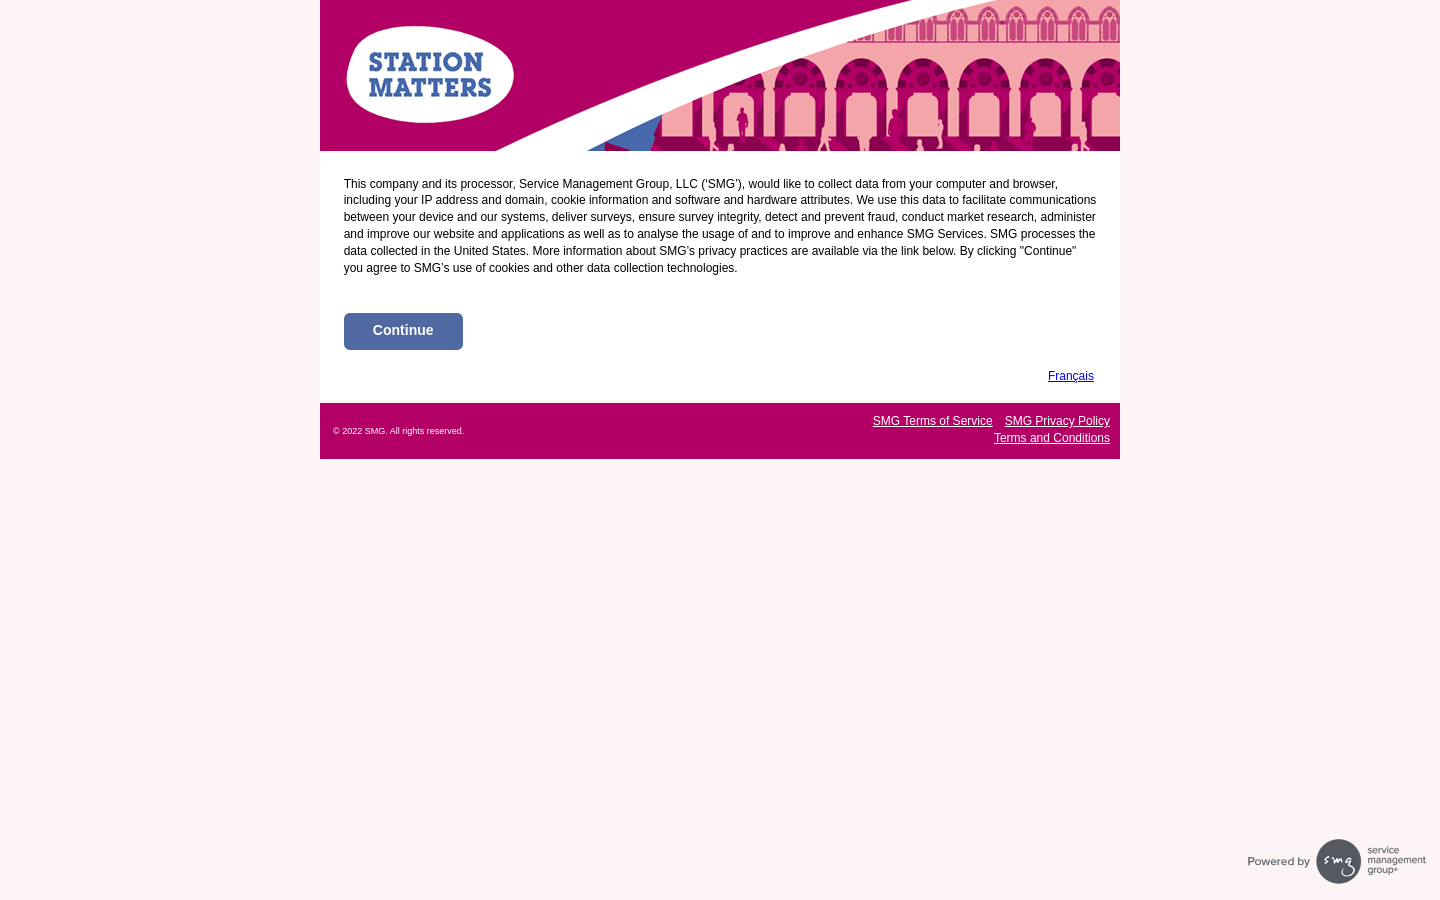 STATION
MATTERS
This company and its processor, Service Management Group, LLC (‘SMG’), would like to collect data from your computer and browser,
including your IP address and domain, cookie information and software and hardware attributes. We use this data to facilitate communications
between your device and our systems, deliver surveys, ensure survey integrity, detect and prevent fraud, conduct market research, administer
and improve our website and applications as well as to analyse the usage of and to improve and enhance SMG Services. SMG processes the
data collected in the United States. More information about SMG’s privacy practices are available via the link below. By clicking "Continue"
you agree to SMG’s use of cookies and other data collection technologies.
Continue
Français
SMG Terms of Service SMG Privacy Policy
© 2022 SMG. All rights reserved.
Terms and Conditions
Powered by
smg
service
management
group®